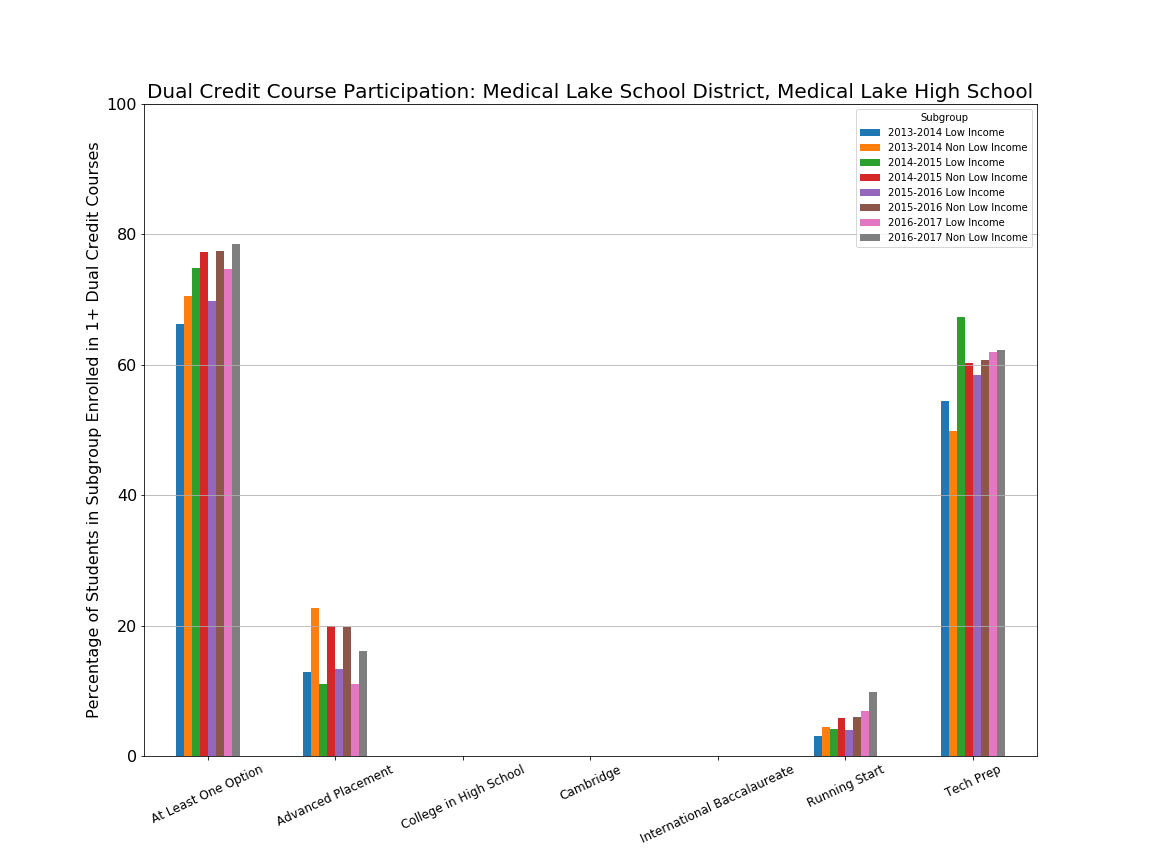 Dual Credit Course Participation: Medical Lake School District, Medical Lake High School
Percentage of Students in Subgroup Enrolled in 1+ Dual Credit Courses
100
80
60
40
20
0
Subgroup
2013-2014 Low Income
2013-2014 Non Low Income
2014-2015 Low Income
2014-2015 Non Low Income
2015-2016 Low Income
2015-2016 Non Low Income
2016-2017 Low Income
2016-2017 Non Low Income
At Least One Option
Advanced Placement
College in High School
Cambridge
International Baccalaureate
Running Start
Tech Prep